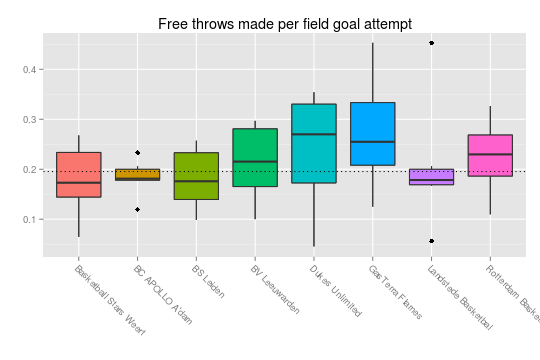 Free throws made per field goal attempt
0.4
0.3
0.2
0.1
Basketball Stars Weert
BC APOLLO A'dam
BS Leiden
BV Leeuwarden
Dukes Unlimited
GasTerra Flames
Landstede Basketbal
Rotterdam Basket